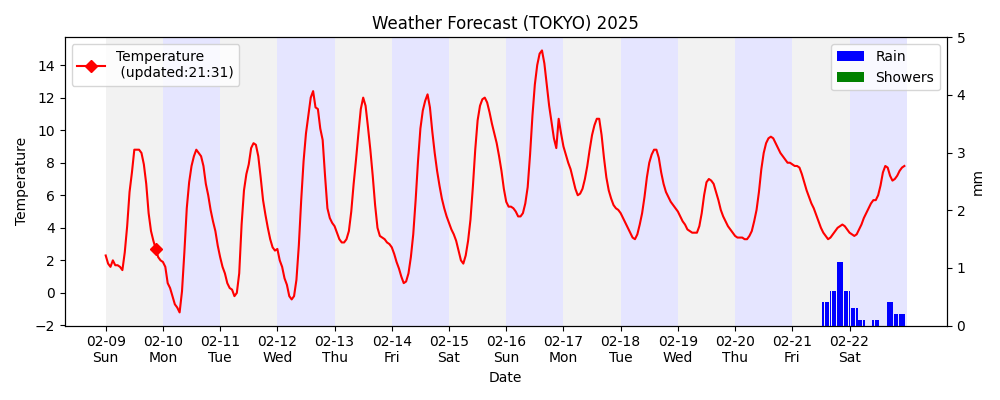 Weather Forecast (TOKYO) 2025
Temperature
(updated:21:31)
Rain
Showers
Temperature
14
12
10
8
6
4
2
0
−2
5
4
3
2
1
0
mm
02-09 02-10 02-11 02-12 02-13 02-14 02-15 02-16 02-17 02-18 02-19 02-20 02-21 02-22
Sun Mon Tue Wed Thu Fri Sat Sun Mon Tue Wed Thu Fri Sat
Date